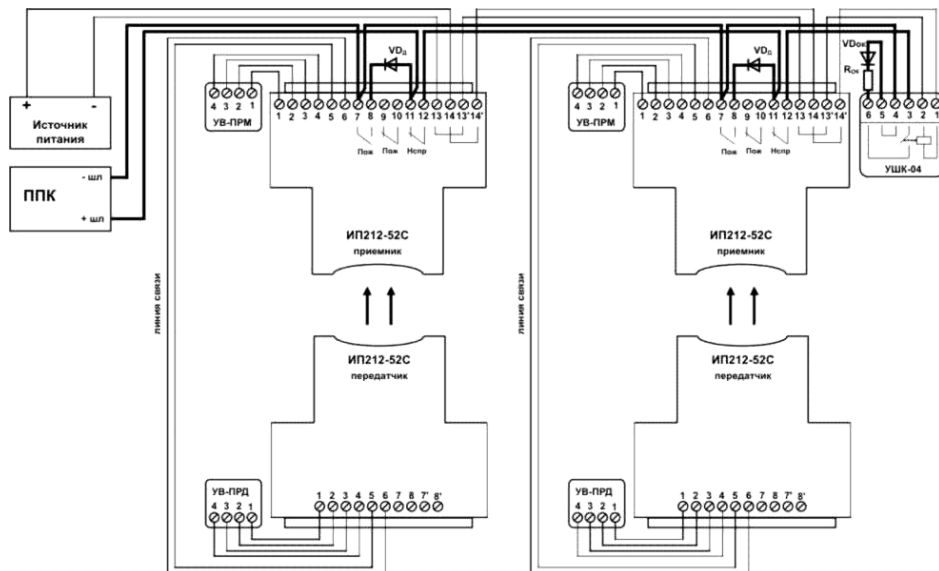 + -
Источник
питания
ППК
- шл
+ шл
4 3 2 1
УВ-ПРМ
VDд
1 2 3 4 5 6 7 8 9 10 11 12 13 14 13' 14'
Пож Пож Нспр
ИП212-52С
приемник
линия связи
ИП212-52С
передатчик
УВ-ПРД
4 3 2 1
1 2 3 4 5 6 7 8 7' 8'
4 3 2 1
УВ-ПРМ
VDд
1 2 3 4 5 6 7 8 9 10 11 12 13 14 13' 14'
Пож Пож Нспр
ИП212-52С
приемник
линия связи
ИП212-52С
передатчик
УВ-ПРД
4 3 2 1
1 2 3 4 5 6 7 8 7' 8'
VDок
Rок
6 5 4 3 2 1
УШК-04